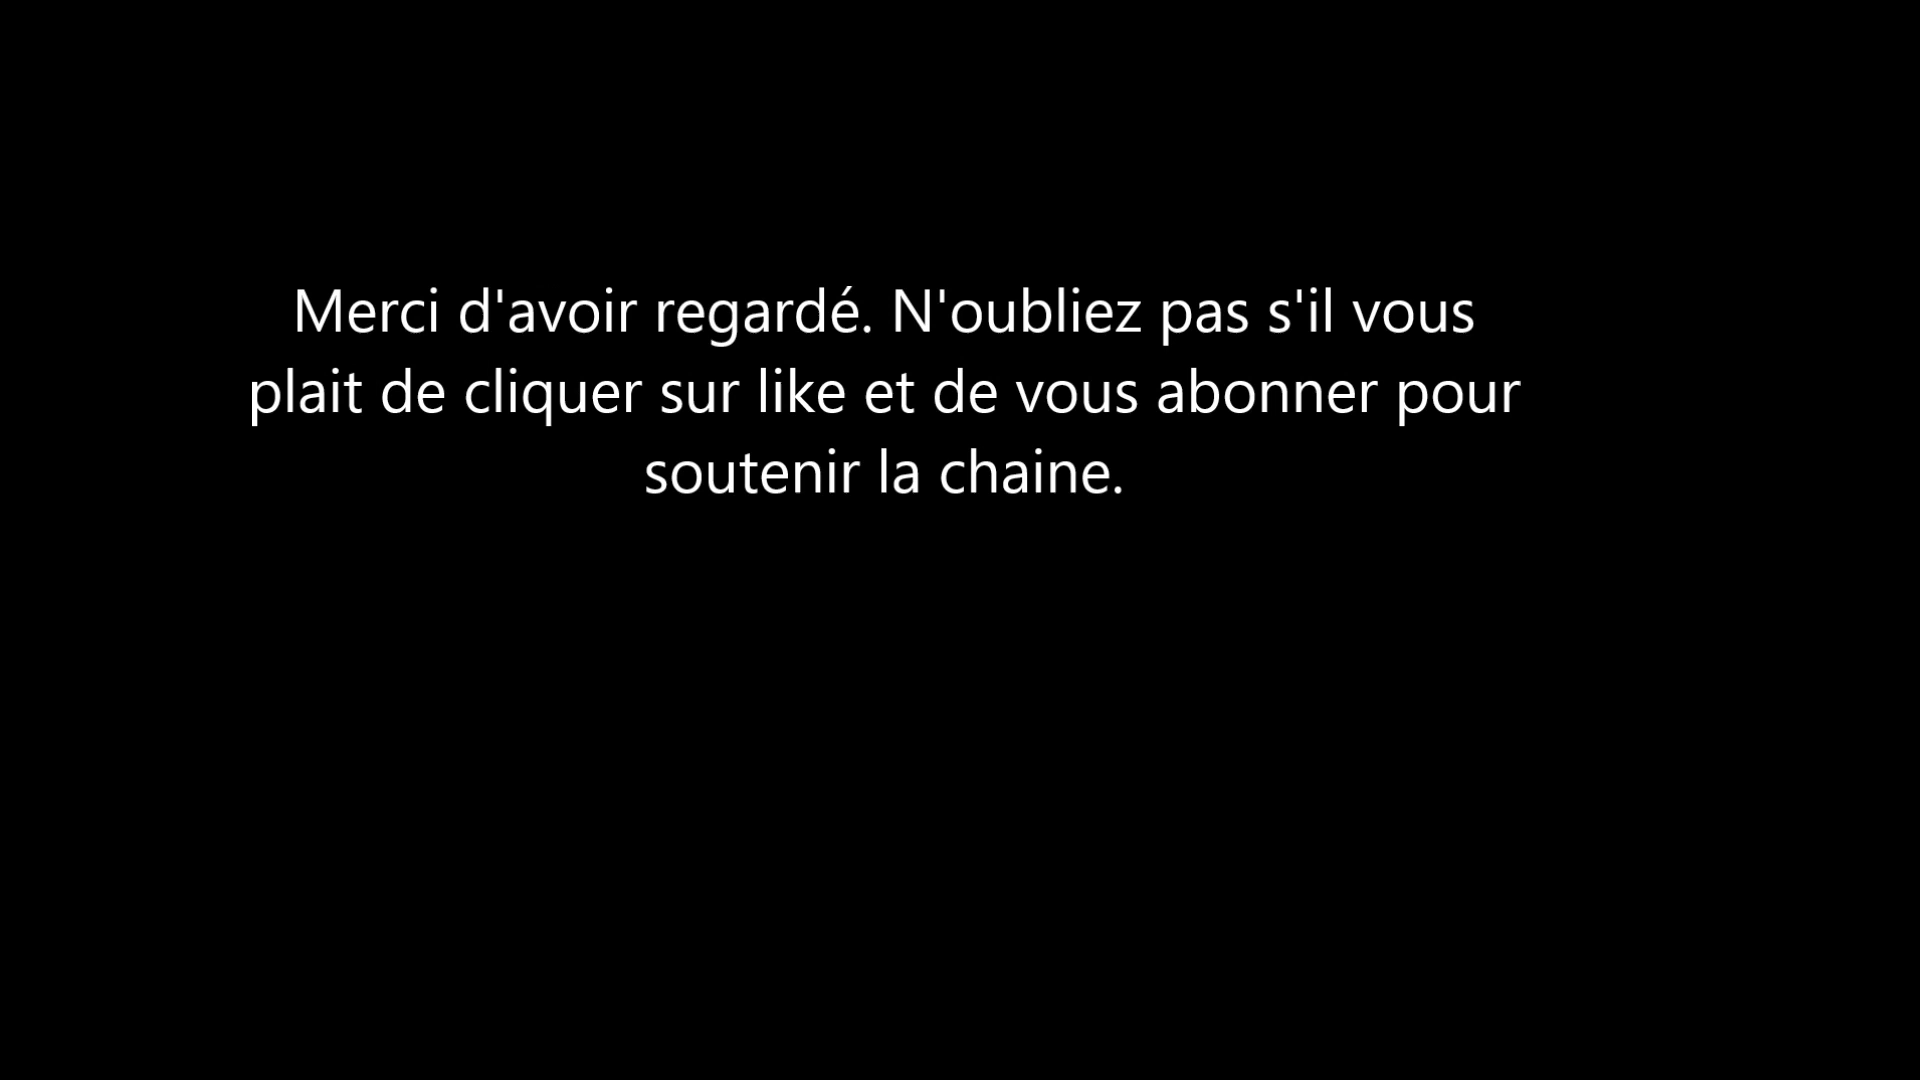 Merci d'avoir regardé. N'oubliez pas s'il vous
plait de cliquer sur like et de vous abonner pour
soutenir la chaine.